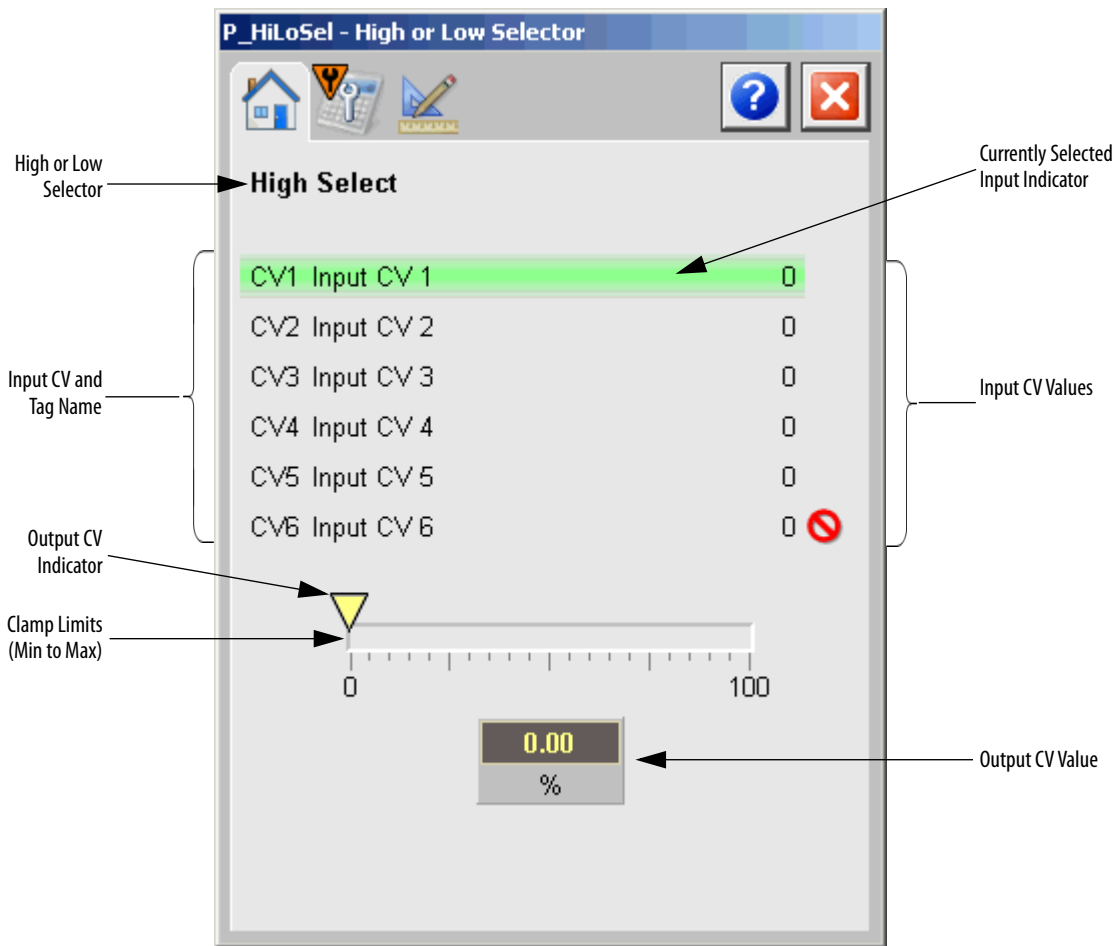 P_HiLoSel - High or Low Selector
?
High or Low
Selector
High Select
Currently Selected
Input Indicator
CV1 Input CV 1 0
CV2 Input CV 2 0
CV3 Input CV 3 0
CV4 Input CV 4 0
CV5 Input CV 5 0
CV6 Input CV 6 0
Input CV and
Tag Name
Input CV Values
Output CV
Indicator
Clamp Limits
(Min to Max)
0 100
0.00
%
Output CV Value